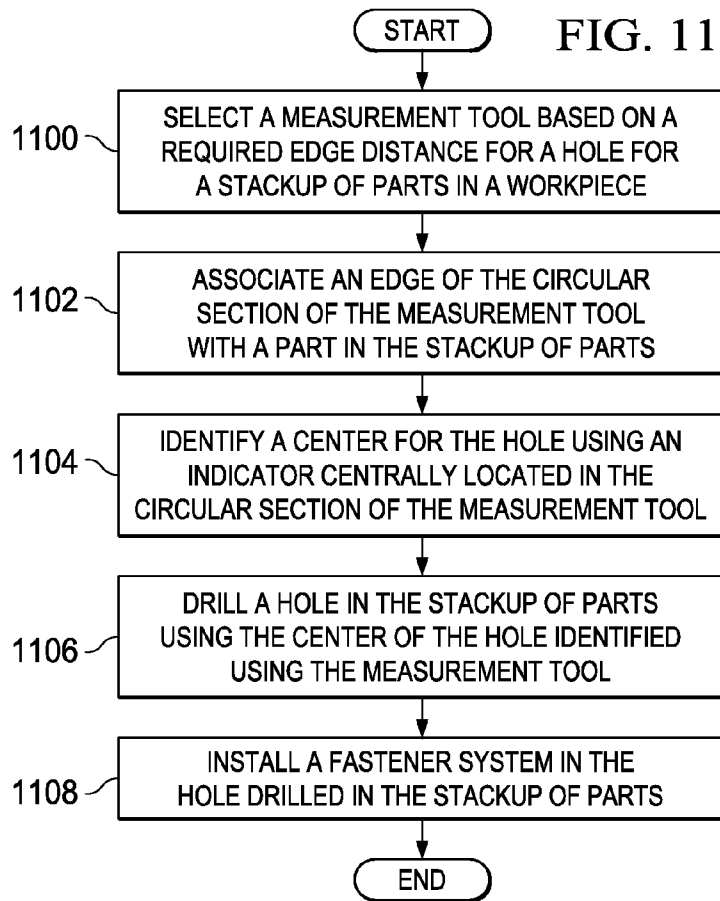 START
FIG. 11
1100
SELECT A MEASUREMENT TOOL BASED ON A
REQUIRED EDGE DISTANCE FOR A HOLE FOR
A STACKUP OF PARTS IN A WORKPIECE
1102
ASSOCIATE AN EDGE OF THE CIRCULAR
SECTION OF THE MEASUREMENT TOOL
WITH A PART IN THE STACKUP OF PARTS
1104
IDENTIFY A CENTER FOR THE HOLE USING AN
INDICATOR CENTRALLY LOCATED IN THE
CIRCULAR SECTION OF THE MEASUREMENT TOOL
1106
DRILL A HOLE IN THE STACKUP OF PARTS
USING THE CENTER OF THE HOLE IDENTIFIED
USING THE MEASUREMENT TOOL
1108
INSTALL A FASTENER SYSTEM IN THE
HOLE DRILLED IN THE STACKUP OF PARTS
END